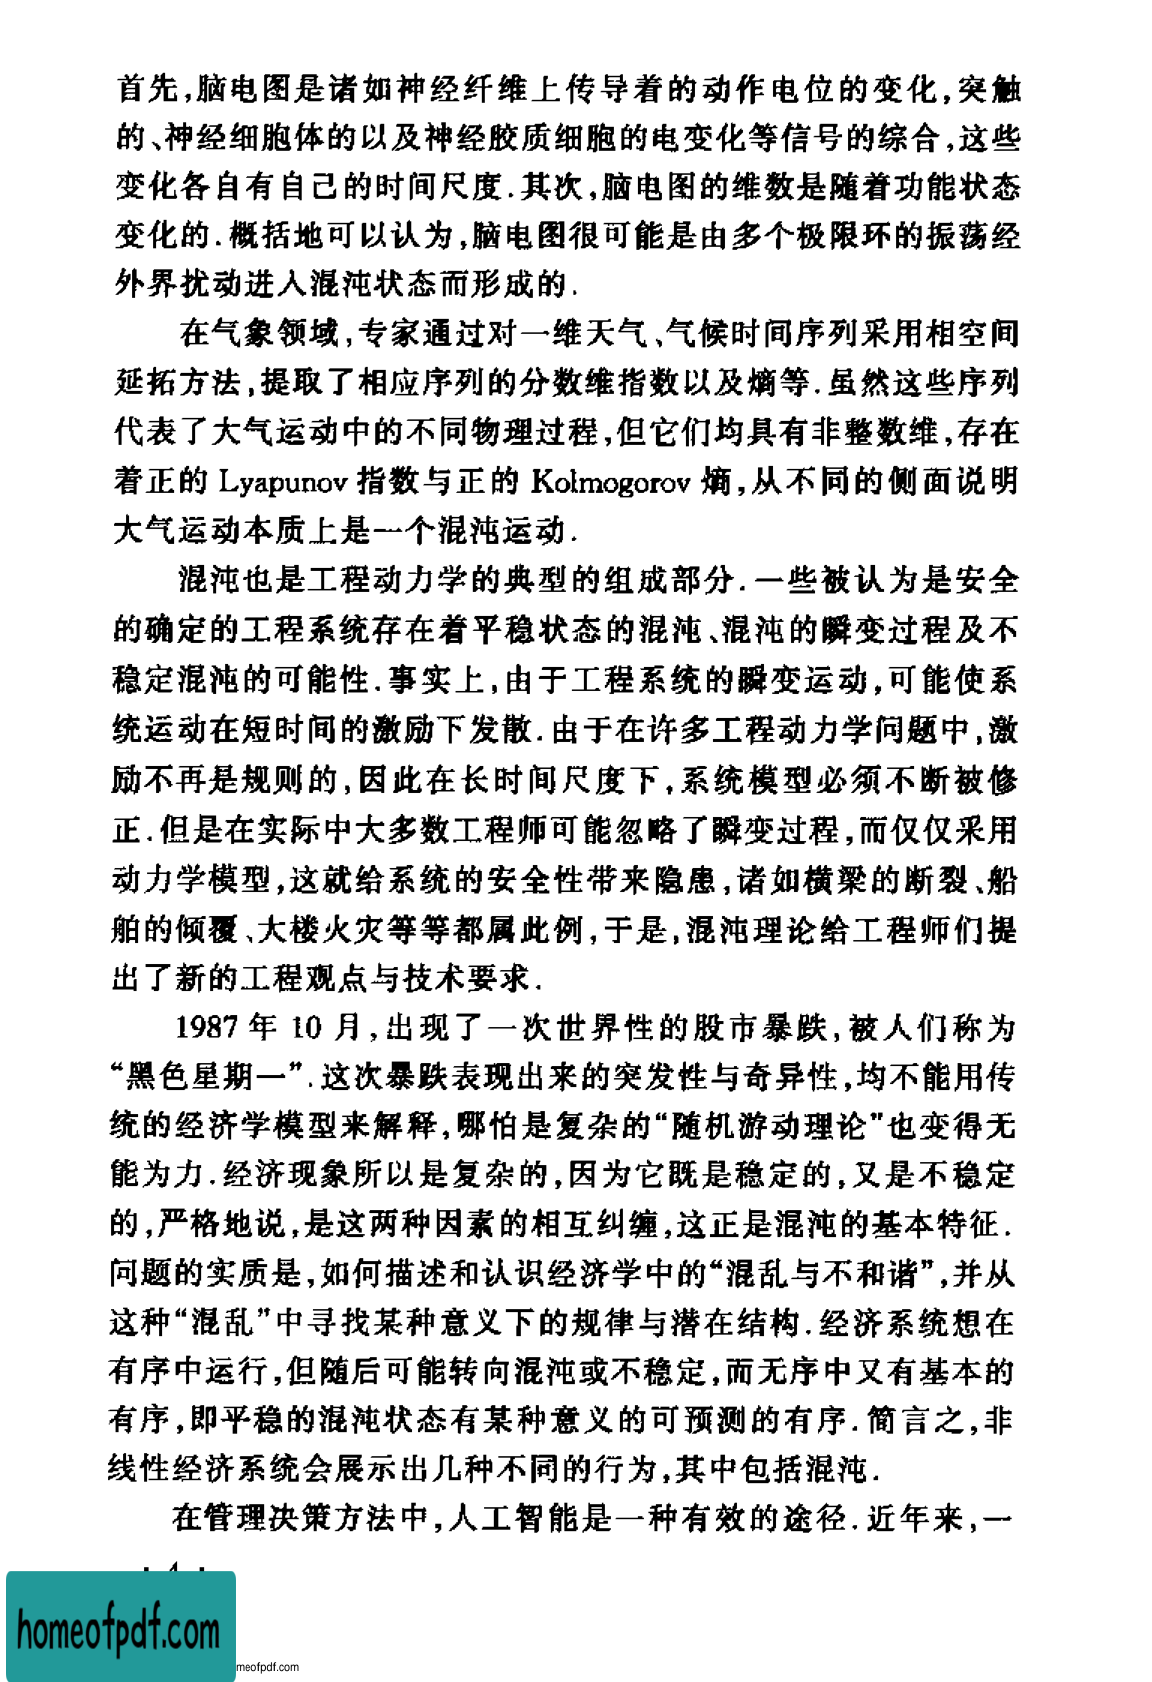 首先,脑电图是诸如神经纤维上传导着的动作电位的变化,突触
的、神经细胞体的以及神经胶质细胞的电变化等信号的综合,这些
变化各自有自己的时间尺度.其次,脑电图的维数是随着功能状态
变化的.概括地可以认为,脑电图很可能是由多个极限环的振荡经
外界扰动进入混沌状态而形成的.
在气象领域,专家通过对一维天气、气候时间序列采用相空间
延拓方法,提取了相应序列的分数维指数以及熵等.虽然这些序列
代表了大气运动中的不同物理过程,但它们均具有非整数维,存在
着正的 Lyapunov 指数与正的 Kolmogorov 熵,从不同的侧面说明
大气运动本质上是一个混沌运动.
混沌也是工程动力学的典型的组成部分.一些被认为是安全
的确定的工程系统存在着平稳状态的混沌、混沌的瞬变过程及不
稳定混沌的可能性.事实上,由于工程系统的瞬变运动,可能使系
统运动在短时间的激励下发散.由于在许多工程动力学问题中,激
励不再是规则的,因此在长时间尺度下,系统模型必须不断被修
正.但是在实际中大多数工程师可能忽略了瞬变过程,而仅仅采用
动力学模型,这就给系统的安全性带来隐患,诸如横梁的断裂、船
舶的倾覆、大楼火灾等等都属此例,于是,混沌理论给工程师们提
出了新的工程观点与技术要求.
1987 年 10 月,出现了一次世界性的股市暴跌,被人们称为
“黑色星期一”.这次暴跌表现出来的突发性与奇异性,均不能用传
统的经济学模型来解释,哪怕是复杂的“随机游动理论"也变得无
能为力.经济现象所以是复杂的,因为它既是稳定的,又是不稳定
的,严格地说,是这两种因素的相互纠缠,这正是混沌的基本特征.
问题的实质是,如何描述和认识经济学中的“混乱与不和谐”,并从
这种“混乱”中寻找某种意义下的规律与潜在结构.经济系统想在
有序中运行,但随后可能转向混沌或不稳定,而无序中又有基本的
有序,即平稳的混沌状态有某种意义的可预测的有序.简言之,非
线性经济系统会展示出几种不同的行为,其中包括混沌.
在管理决策方法中,人工智能是一种有效的途径.近年来,一
homeofpdf.com
meofpdf.com